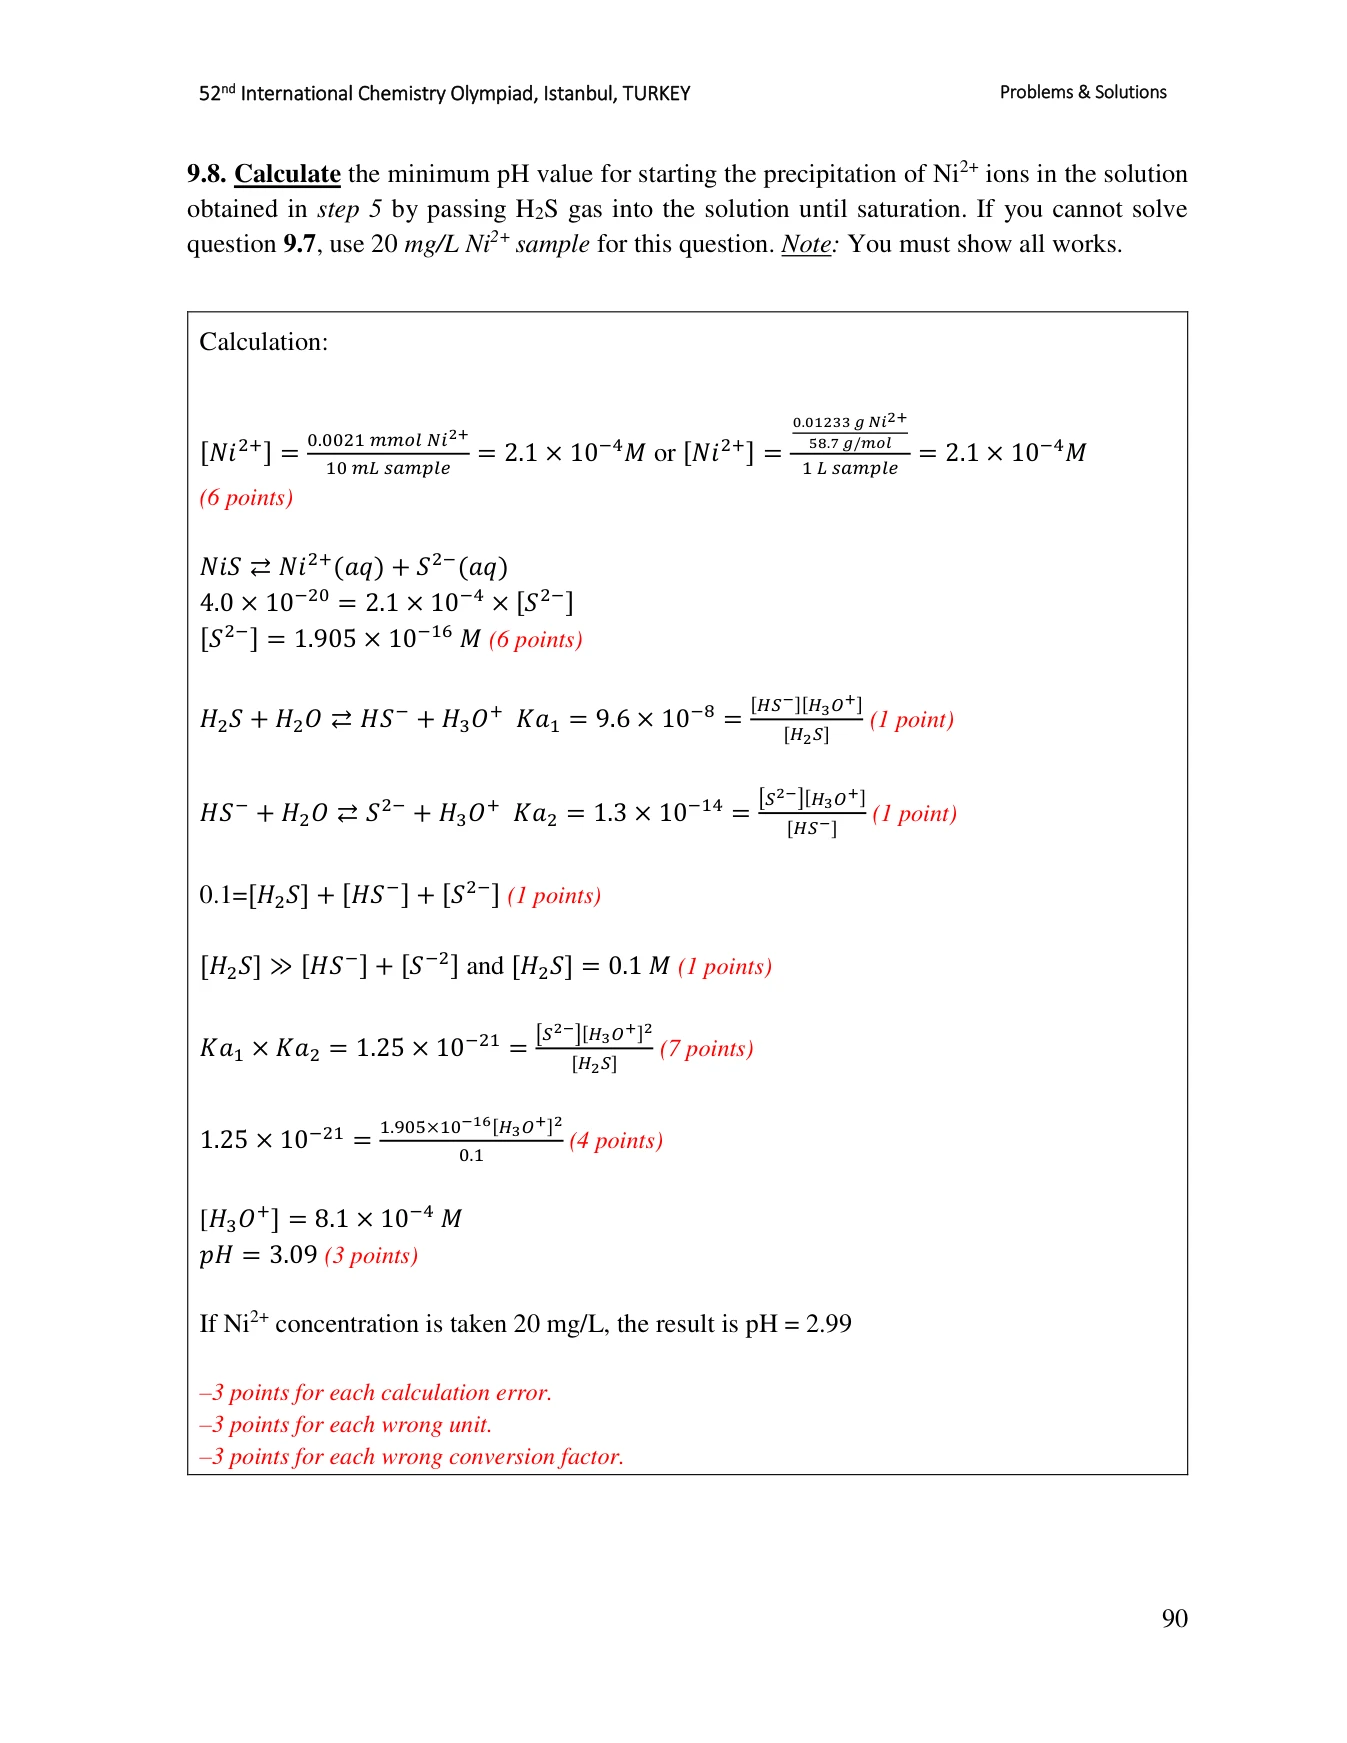 52nd International Chemistry Olympiad, Istanbul, TURKEY Problems & Solutions
9.8. Calculate the minimum pH value for starting the precipitation of Ni²⁺ ions in the solution
obtained in step 5 by passing H₂S gas into the solution until saturation. If you cannot solve
question 9.7, use 20 mg/L Ni²⁺ sample for this question. Note: You must show all works.
Calculation:
[Ni²⁺] = (0.0021 mmol Ni²⁺)/(10 mL sample) = 2.1 × 10⁻⁴M or [Ni²⁺] = ((0.01233 g Ni²⁺)/(58.7 g/mol))/(1 L sample) = 2.1 × 10⁻⁴M
(6 points)
NiS ⇄ Ni²⁺(aq) + S²⁻(aq)
4.0 × 10⁻²⁰ = 2.1 × 10⁻⁴ × [S²⁻]
[S²⁻] = 1.905 × 10⁻¹⁶ M (6 points)
H₂S + H₂O ⇄ HS⁻ + H₃O⁺ Ka₁ = 9.6 × 10⁻⁸ = ([HS⁻][H₃O⁺])/([H₂S]) (1 point)
HS⁻ + H₂O ⇄ S²⁻ + H₃O⁺ Ka₂ = 1.3 × 10⁻¹⁴ = ([S²⁻][H₃O⁺])/([HS⁻]) (1 point)
0.1=[H₂S] + [HS⁻] + [S²⁻] (1 points)
[H₂S] ≫ [HS⁻] + [S⁻²] and [H₂S] = 0.1 M (1 points)
Ka₁ × Ka₂ = 1.25 × 10⁻²¹ = ([S²⁻][H₃O⁺]²)/([H₂S]) (7 points)
1.25 × 10⁻²¹ = (1.905×10⁻¹⁶[H₃O⁺]²)/(0.1) (4 points)
[H₃O⁺] = 8.1 × 10⁻⁴ M
pH = 3.09 (3 points)
If Ni²⁺ concentration is taken 20 mg/L, the result is pH = 2.99
–3 points for each calculation error.
–3 points for each wrong unit.
–3 points for each wrong conversion factor.
90